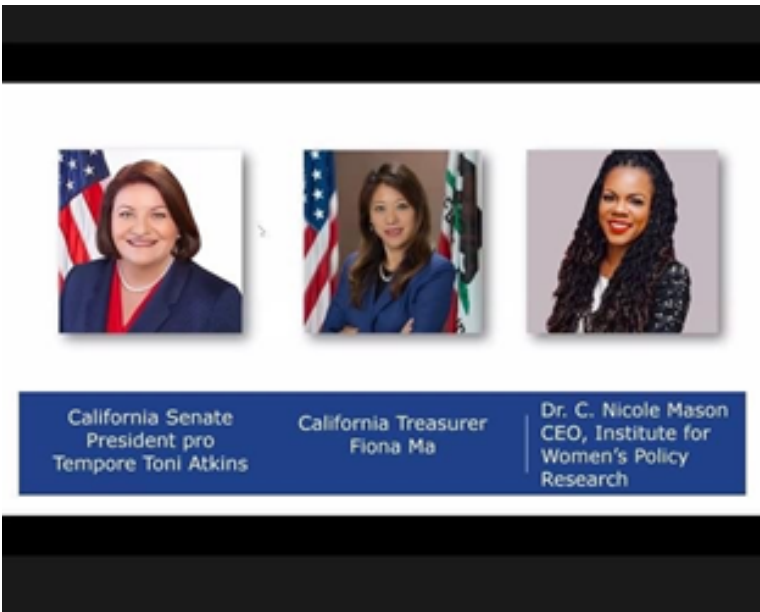 California Senate
President pro
Tempore Toni Atkins
California Treasurer
Fiona Ma
Dr. C. Nicole Mason
CEO, Institute for
Women's Policy
Research